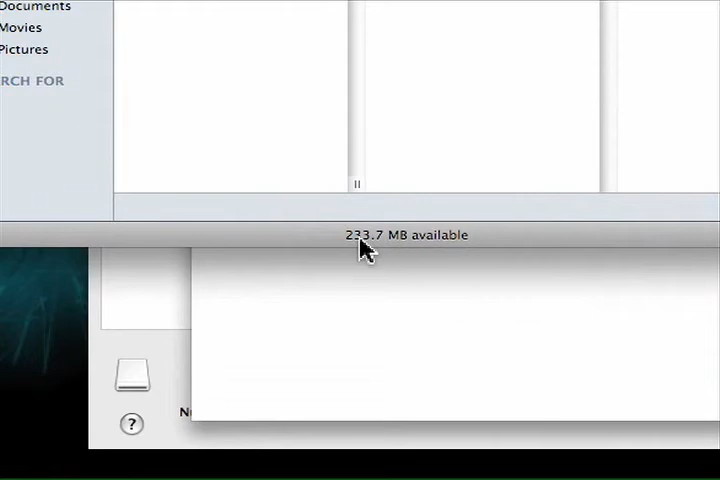 Documents
Movies
Pictures
RCH FOR
233.7 MB available
?